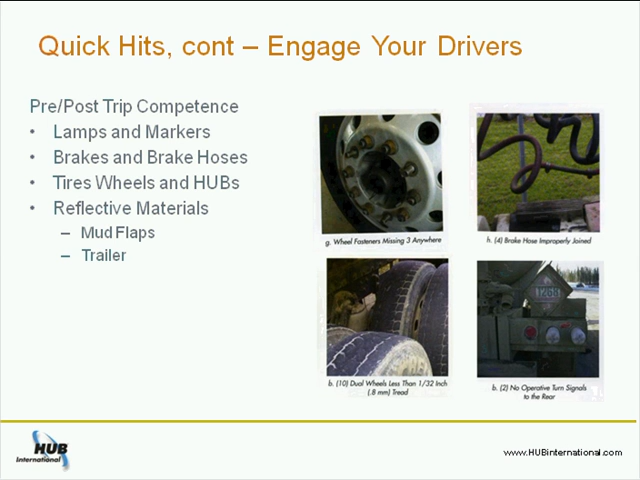 Quick Hits, cont – Engage Your Drivers
Pre/Post Trip Competence
• Lamps and Markers
• Brakes and Brake Hoses
• Tires Wheels and HUBs
• Reflective Materials
– Mud Flaps
– Trailer
g. Wheel Fasteners Missing 3 Anywhere
h. (4) Brake Hose Improperly Joined
1268
b. (10) Dual Wheels Less Than 1/32 Inch
(.8 mm) Tread
b. (2) No Operative Turn Signals
to the Rear
HUB
International
www.HUBinternational.com